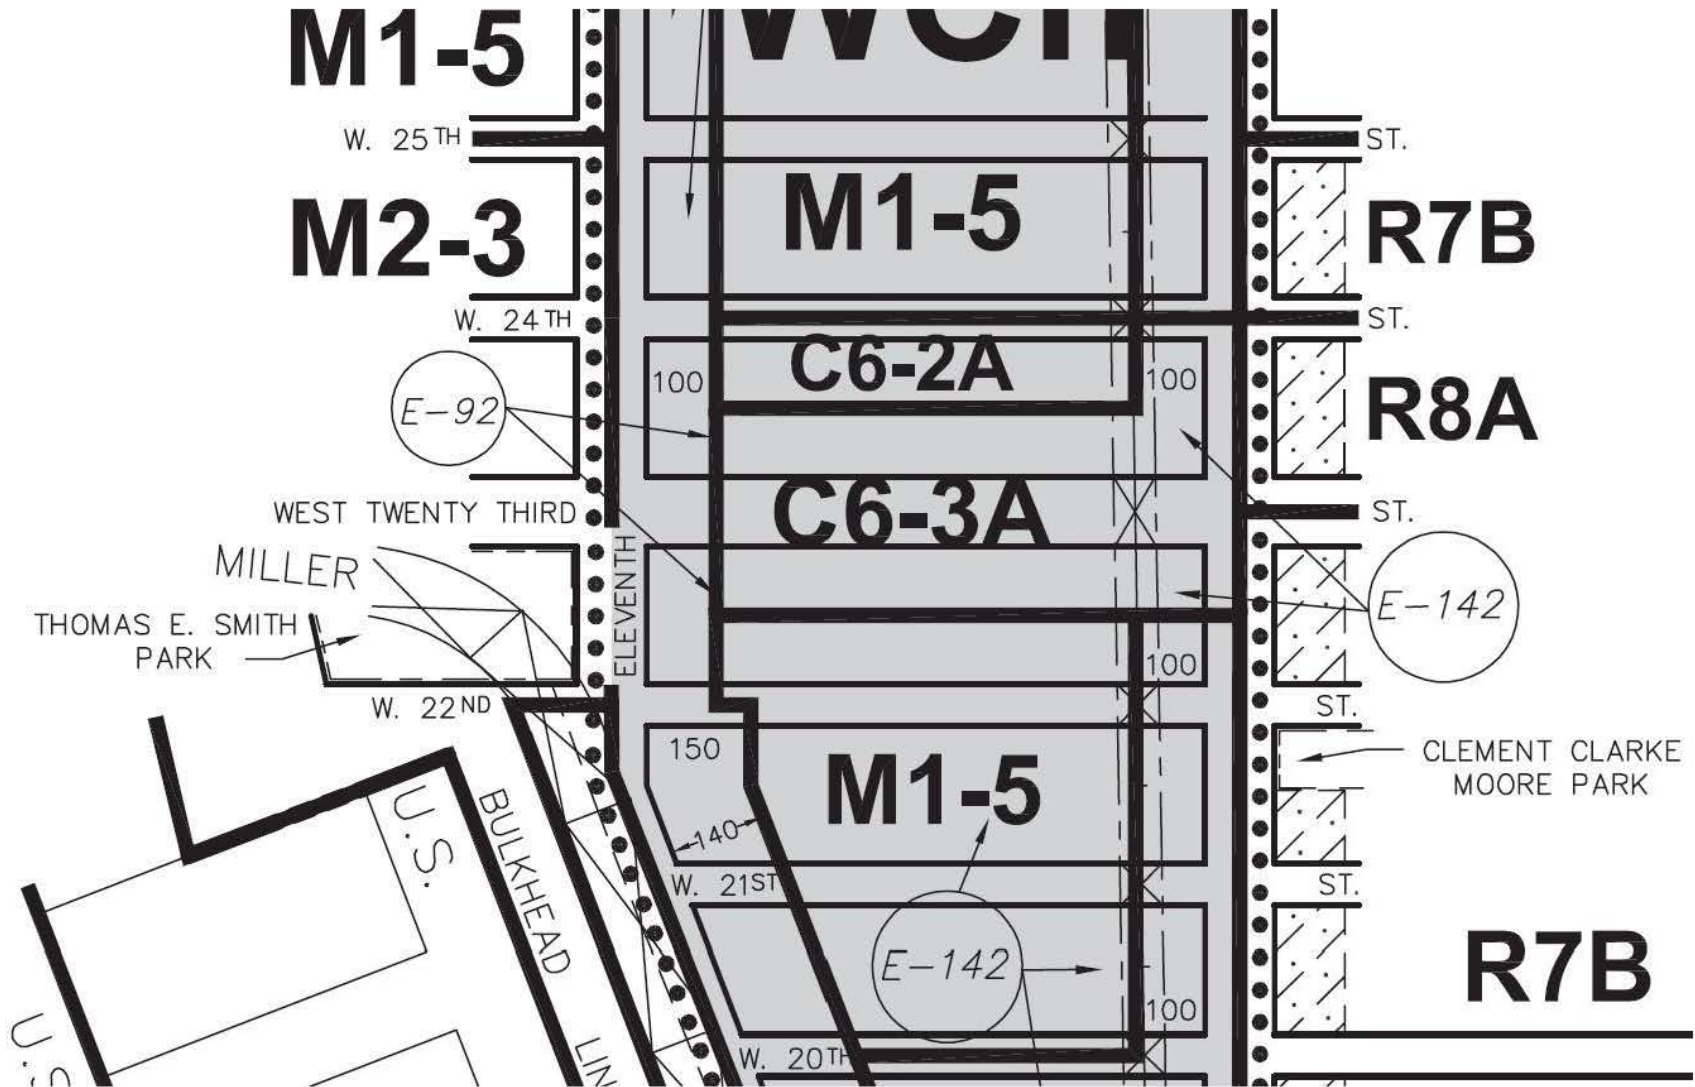 WCh
M1-5
W. 25TH
ST.
M1-5
M2-3
R7B
W. 24TH
ST.
C6-2A
100
100
E-92
R8A
C6-3A
WEST TWENTY THIRD
ST.
MILLER
ELEVENTH
E-142
THOMAS E. SMITH
PARK
100
W. 22ND
ST.
150
CLEMENT CLARKE
MOORE PARK
M1-5
U.S.
BULKHEAD
140
W. 21ST
ST.
E-142
R7B
100
U.S.
LIN
W. 20TH